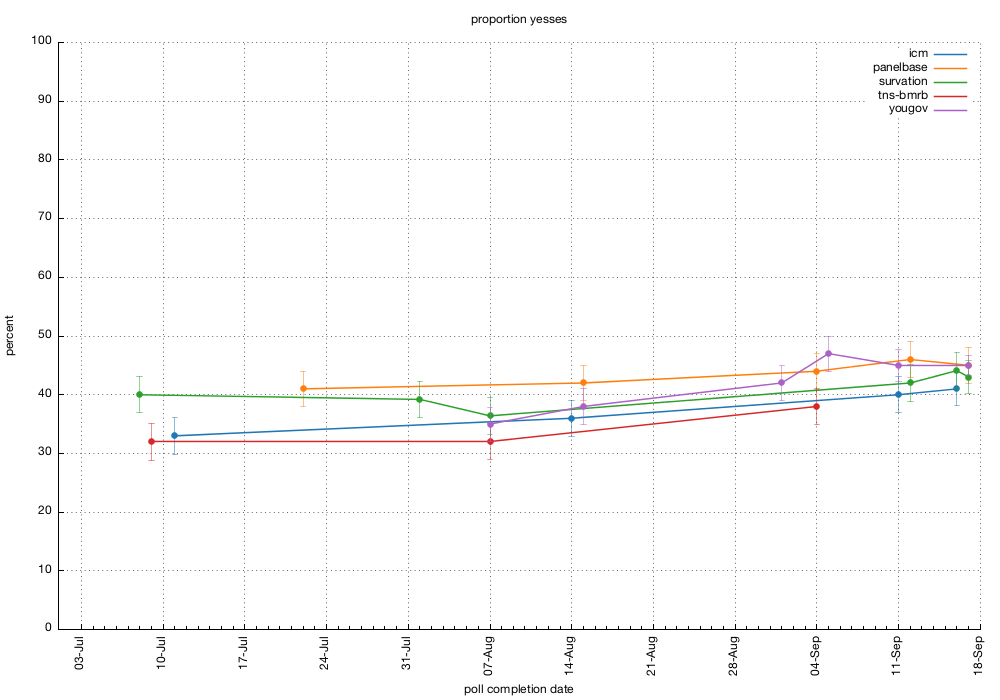 proportion yesses
100
90
80
70
60
50
40
30
20
10
0
percent
icm
panelbase
survation
tns-bmrb
yougov
03-Jul
10-Jul
17-Jul
24-Jul
31-Jul
07-Aug
14-Aug
21-Aug
28-Aug
04-Sep
11-Sep
18-Sep
poll completion date